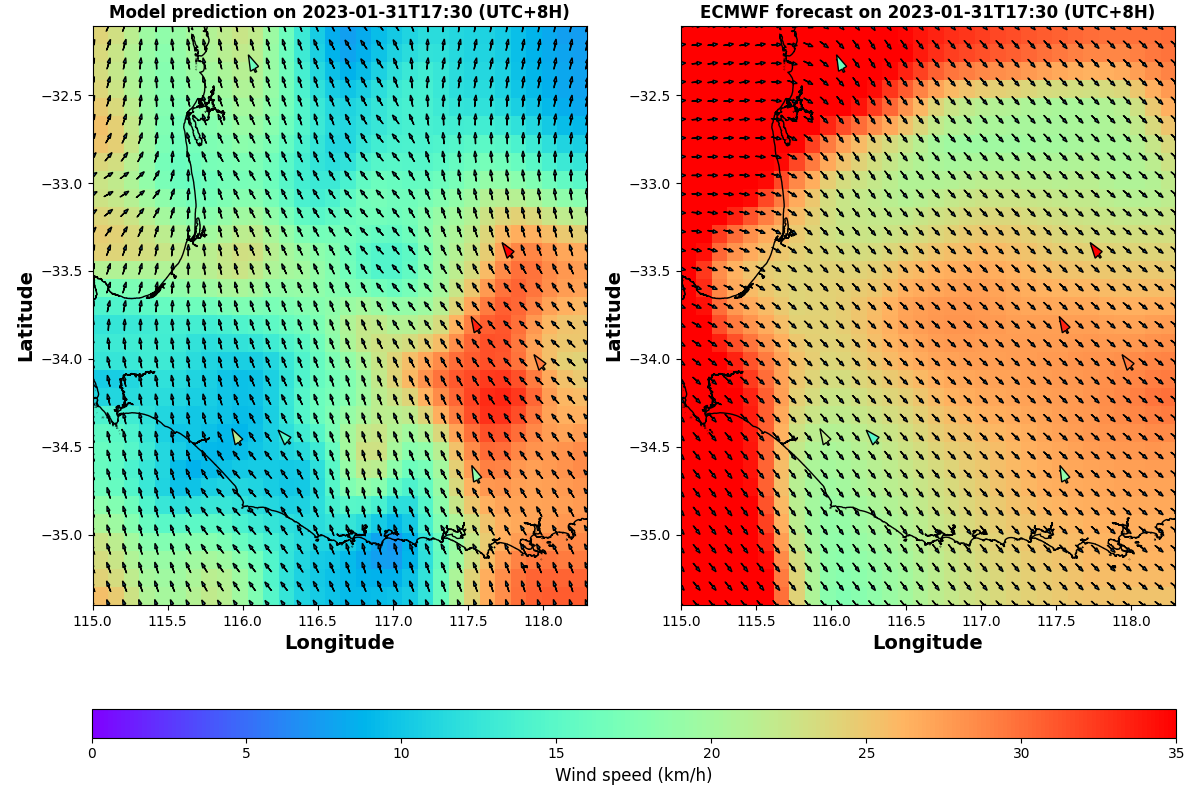 Model prediction on 2023-01-31T17:30 (UTC+8H)
ECMWF forecast on 2023-01-31T17:30 (UTC+8H)
Latitude
−32.5
−33.0
−33.5
−34.0
−34.5
−35.0
115.0 115.5 116.0 116.5 117.0 117.5 118.0
Longitude
Latitude
−32.5
−33.0
−33.5
−34.0
−34.5
−35.0
115.0 115.5 116.0 116.5 117.0 117.5 118.0
Longitude
0 5 10 15 20 25 30 35
Wind speed (km/h)